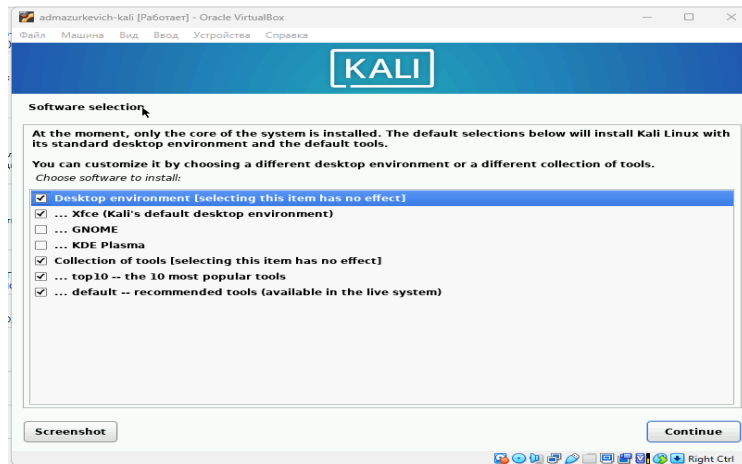 admazurkevich-kali [Работает] - Oracle VirtualBox
Файл Машина Вид Ввод Устройства Справка
KALI
Software selection
At the moment, only the core of the system is installed. The default selections below will install Kali Linux with
its standard desktop environment and the default tools.
You can customize it by choosing a different desktop environment or a different collection of tools.
Choose software to install:
Desktop environment [selecting this item has no effect]
... Xfce (Kali's default desktop environment)
... GNOME
... KDE Plasma
Collection of tools [selecting this item has no effect]
... top10 -- the 10 most popular tools
... default -- recommended tools (available in the live system)
Screenshot
Continue
Right Ctrl